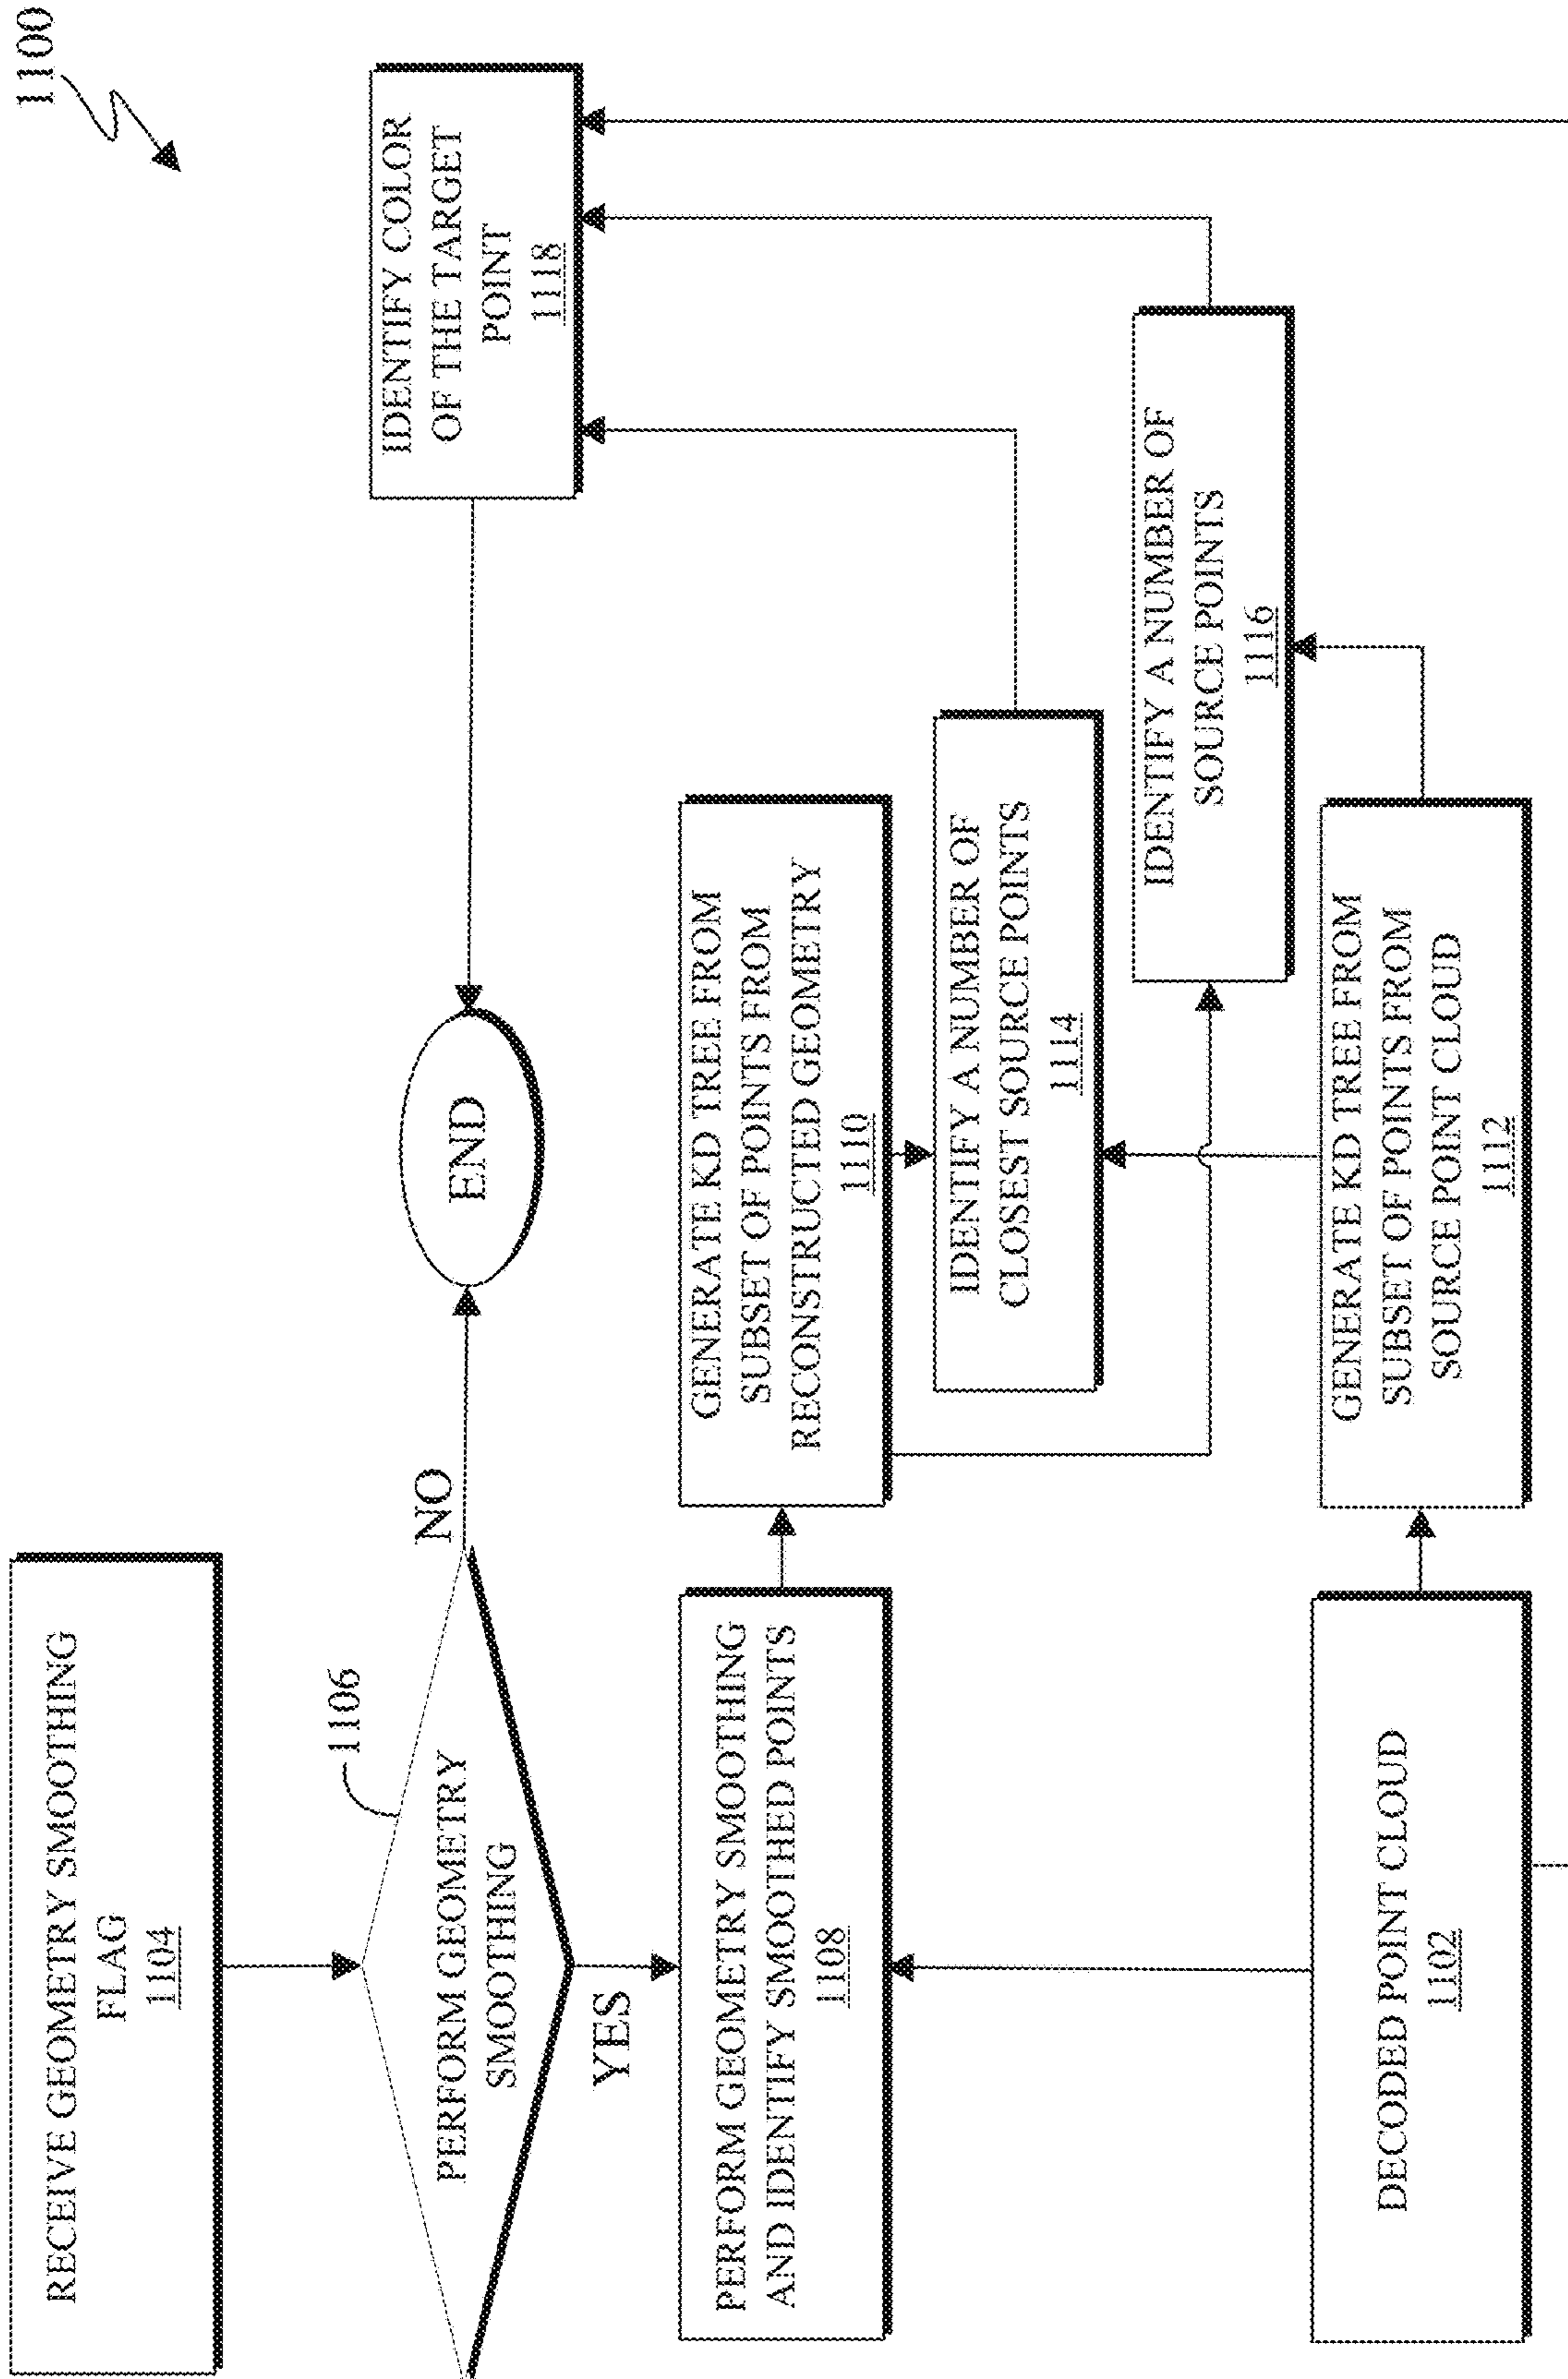 1100
RECEIVE GEOMETRY SMOOTHING
FLAG
1104
1106
PERFORM GEOMETRY
SMOOTHING
NO
END
YES
IDENTIFY COLOR
OF THE TARGET
POINT
1118
PERFORM GEOMETRY SMOOTHING
AND IDENTIFY SMOOTHED POINTS
1108
GENERATE KD TREE FROM
SUBSET OF POINTS FROM
RECONSTRUCTED GEOMETRY
1110
IDENTIFY A NUMBER OF
CLOSEST SOURCE POINTS
1114
IDENTIFY A NUMBER OF
SOURCE POINTS
1116
DECODED POINT CLOUD
1102
GENERATE KD TREE FROM
SUBSET OF POINTS FROM
SOURCE POINT CLOUD
1112